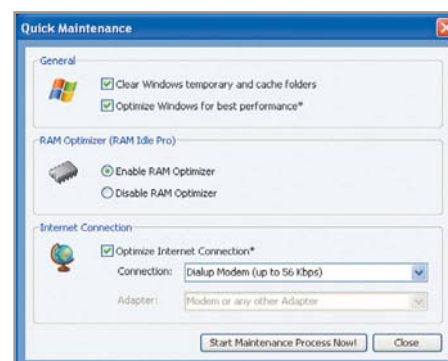 Quick Maintenance
General
Clear Windows temporary and cache folders
Optimize Windows for best performance*
RAM Optimizer (RAM Idle Pro)
Enable RAM Optimizer
Disable RAM Optimizer
Internet Connection
Optimize Internet Connection*
Connection: Dialup Modem (up to 56 Kbps)
Adapter: Modem or any other Adapter
Start Maintenance Process Now! Close